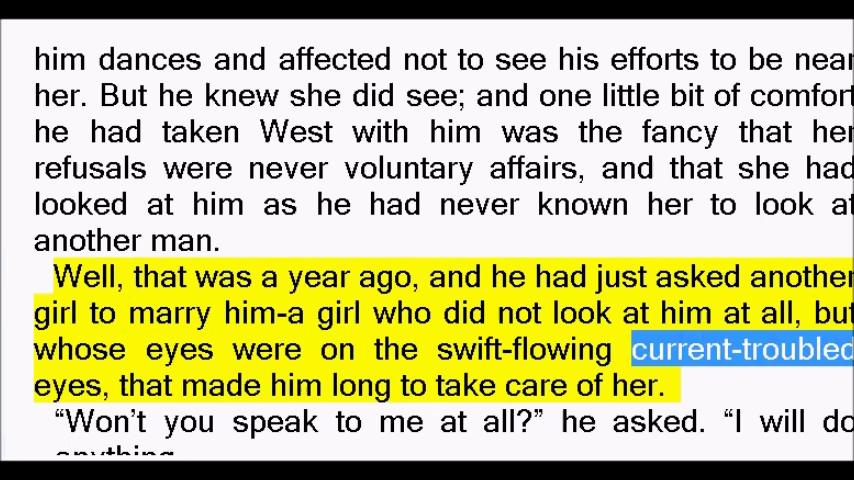 him dances and affected not to see his efforts to be near
her. But he knew she did see; and one little bit of comfort
he had taken West with him was the fancy that her
refusals were never voluntary affairs, and that she had
looked at him as he had never known her to look at
another man.
Well, that was a year ago, and he had just asked another
girl to marry him-a girl who did not look at him at all, but
whose eyes were on the swift-flowing current-troubled
eyes, that made him long to take care of her.
“Won’t you speak to me at all?” he asked. “I will do
anything